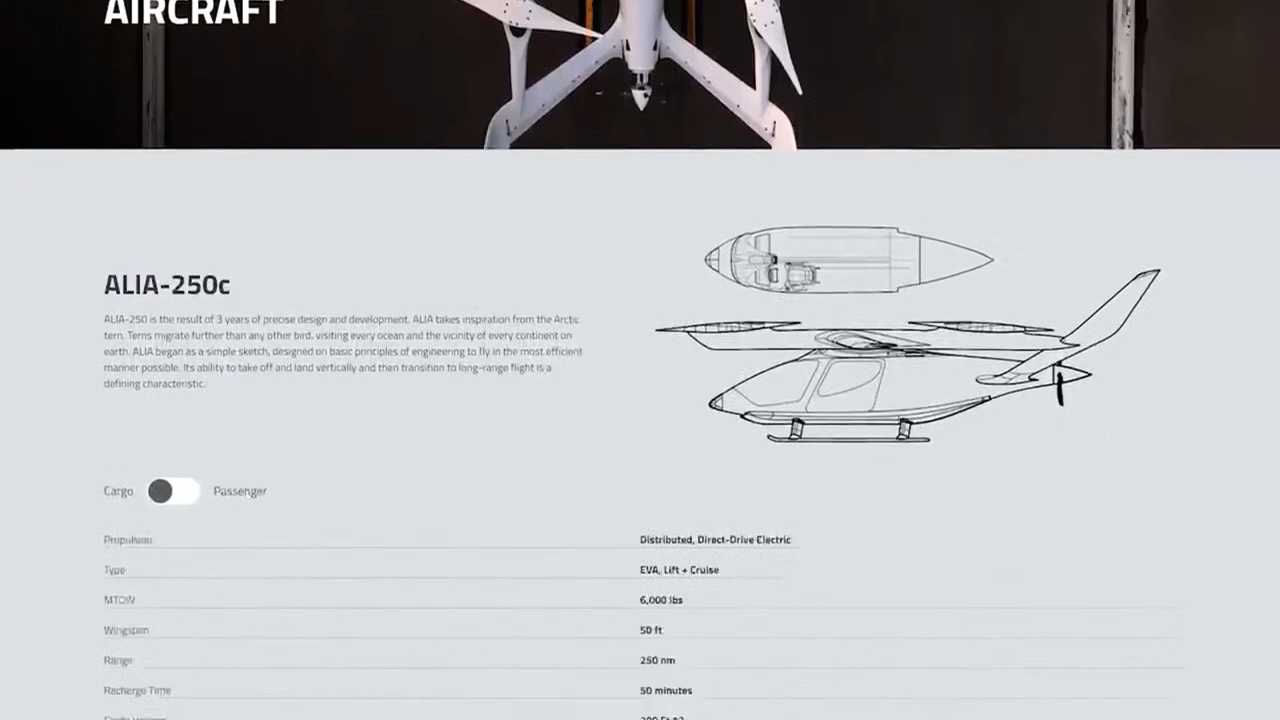 AIRCRAFT
ALIA-250c
ALIA-250 is the result of 3 years of precise design and development. ALIA takes inspiration from the Arctic
tern. Terns migrate further than any other bird, visiting every ocean and the vicinity of every continent on
earth. ALIA began as a simple sketch, designed on basic principles of engineering to fly in the most efficient
manner possible. Its ability to take off and land vertically and then transition to long-range flight is a
defining characteristic.
Cargo Passenger
Propulsion Distributed, Direct-Drive Electric
Type EVA, Lift + Cruise
MTOW 6,000 lbs
Wingspan 50 ft
Range 250 nm
Recharge Time 50 minutes